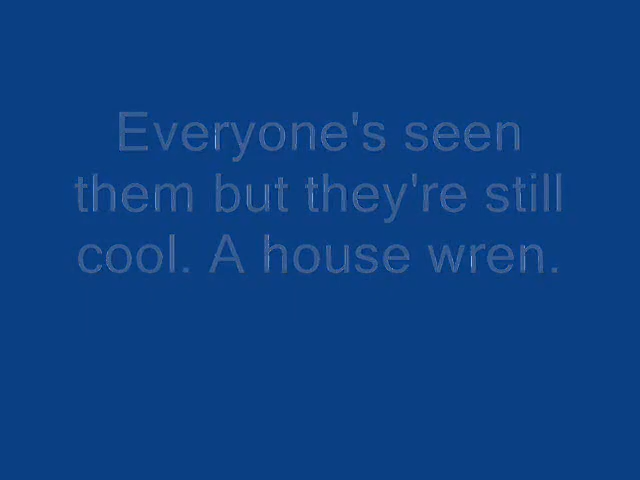 Everyone's seen
them but they're still
cool. A house wren.